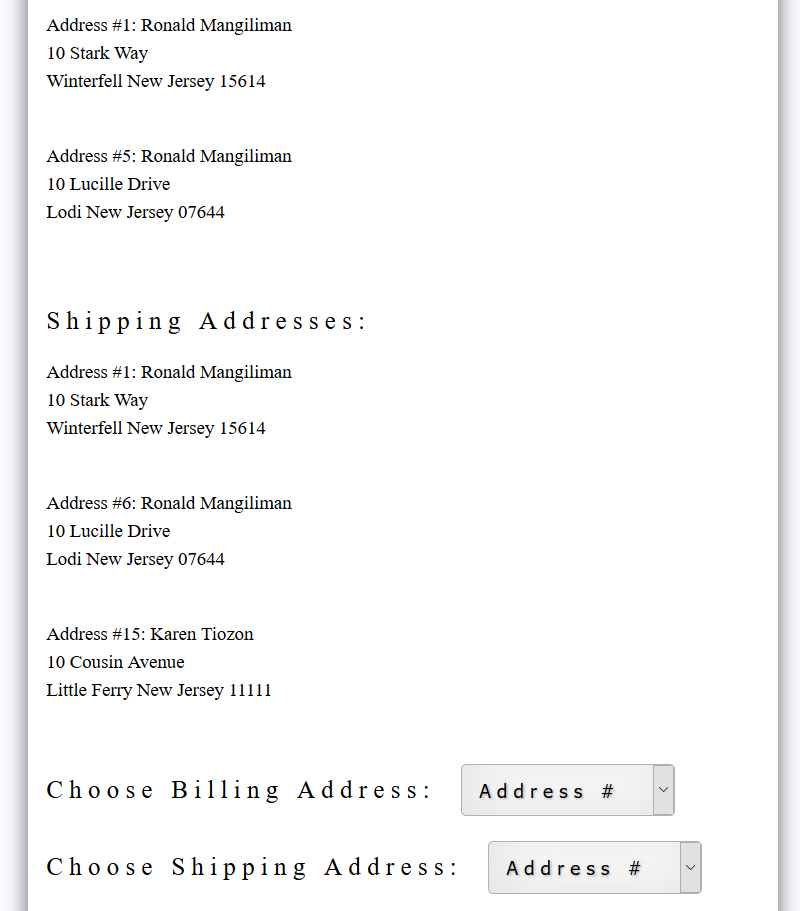 Address #1: Ronald Mangiliman
10 Stark Way
Winterfell New Jersey 15614
Address #5: Ronald Mangiliman
10 Lucille Drive
Lodi New Jersey 07644
Shipping Addresses:
Address #1: Ronald Mangiliman
10 Stark Way
Winterfell New Jersey 15614
Address #6: Ronald Mangiliman
10 Lucille Drive
Lodi New Jersey 07644
Address #15: Karen Tiozon
10 Cousin Avenue
Little Ferry New Jersey 11111
Choose Billing Address: Address #
Choose Shipping Address: Address #